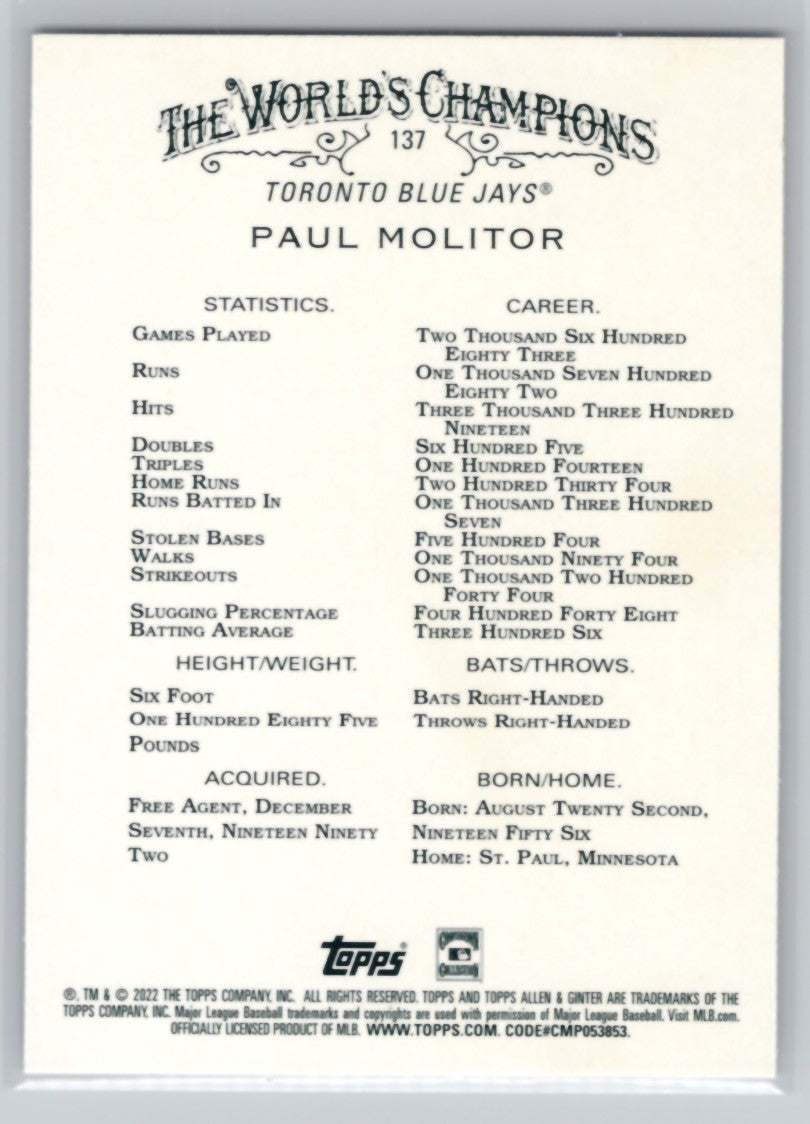 THE WORLD'S CHAMPIONS
137
TORONTO BLUE JAYS®
PAUL MOLITOR
STATISTICS. CAREER.
GAMES PLAYED TWO THOUSAND SIX HUNDRED
EIGHTY THREE
RUNS ONE THOUSAND SEVEN HUNDRED
EIGHTY TWO
HITS THREE THOUSAND THREE HUNDRED
NINETEEN
DOUBLES SIX HUNDRED FIVE
TRIPLES ONE HUNDRED FOURTEEN
HOME RUNS TWO HUNDRED THIRTY FOUR
RUNS BATTED IN ONE THOUSAND THREE HUNDRED
SEVEN
STOLEN BASES FIVE HUNDRED FOUR
WALKS ONE THOUSAND NINETY FOUR
STRIKEOUTS ONE THOUSAND TWO HUNDRED
FORTY FOUR
SLUGGING PERCENTAGE FOUR HUNDRED FORTY EIGHT
BATTING AVERAGE THREE HUNDRED SIX
HEIGHT/WEIGHT. BATS/THROWS.
SIX FOOT BATS RIGHT-HANDED
ONE HUNDRED EIGHTY FIVE THROWS RIGHT-HANDED
POUNDS
ACQUIRED. BORN/HOME.
FREE AGENT, DECEMBER BORN: AUGUST TWENTY SECOND,
SEVENTH, NINETEEN NINETY NINETEEN FIFTY SIX
TWO HOME: ST. PAUL, MINNESOTA
Topps® COOPERSTOWN COLLECTION
®, TM & © 2022 THE TOPPS COMPANY, INC. ALL RIGHTS RESERVED. TOPPS AND TOPPS ALLEN & GINTER ARE TRADEMARKS OF THE
TOPPS COMPANY, INC. Major League Baseball trademarks and copyrights are used with permission of Major League Baseball. Visit MLB.com.
OFFICIALLY LICENSED PRODUCT OF MLB. WWW.TOPPS.COM. CODE#CMP053853.